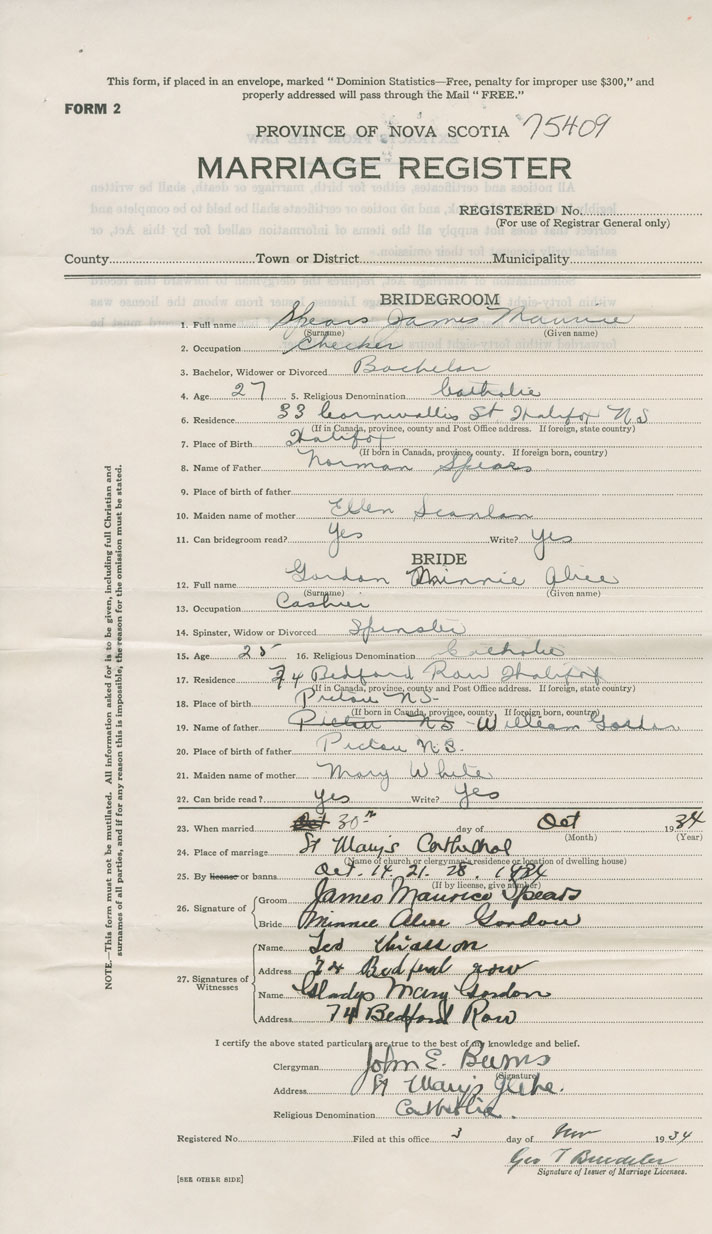 This form, if placed in an envelope, marked "Dominion Statistics—Free, penalty for improper use $300," and
properly addressed will pass through the Mail "FREE."
FORM 2
PROVINCE OF NOVA SCOTIA 75409
MARRIAGE REGISTER
REGISTERED No.
(For use of Registrar General only)
County Town or District Municipality
BRIDEGROOM
1. Full name Spears James Maurice
(Surname) (Given name)
2. Occupation Checker
3. Bachelor, Widower or Divorced Bachelor
4. Age 27 5. Religious Denomination Catholic
6. Residence 33 Cornwallis St Halifax N S
(If in Canada, province, county and Post Office address. If foreign, state country)
7. Place of Birth Halifax
(If born in Canada, province, county. If foreign born, country)
8. Name of Father Norman Spears
9. Place of birth of father
10. Maiden name of mother Ellen Scanlan
11. Can bridegroom read? Yes Write? Yes
BRIDE
12. Full name Gordon Minnie Alice
(Surname) (Given name)
13. Occupation Cashier
14. Spinster, Widow or Divorced Spinster
15. Age 25 16. Religious Denomination Catholic
17. Residence 74 Bedford Row Halifax
(If in Canada, province, county and Post Office address. If foreign, state country)
18. Place of birth Pictou N S
(If born in Canada, province, county. If foreign born, country)
19. Name of father Pictou N S - William Gordon
20. Place of birth of father Pictou N.S.
21. Maiden name of mother Mary White
22. Can bride read? yes Write? Yes
23. When married Oct 30th day of Oct 1934
(Month) (Year)
24. Place of marriage St Mary's Cathedral
(Name of church or clergyman's residence or location of dwelling house)
25. By license or banns Oct. 14. 21. 28. 1934
(If by license, give number)
26. Signature of Groom James Maurice Spears
Bride Minnie Alice Gordon
27. Signatures of Witnesses
Name Ted Chiasson
Address 74 Bedford row
Name Gladys Mary Gordon
Address 74 Bedford Row
I certify the above stated particulars are true to the best of my knowledge and belief.
Clergyman John E. Burns
(Signature)
Address St Mary's Glebe.
Religious Denomination Catholic.
Registered No. Filed at this office 3 day of Nov 1934
Geo T
Signature of Issuer of Marriage Licenses.
[SEE OTHER SIDE]
NOTE.—This form must not be mutilated. All information asked for is to be given, including full Christian and
surnames of all parties, and if for any reason this is impossible, the reason for the omission must be stated.